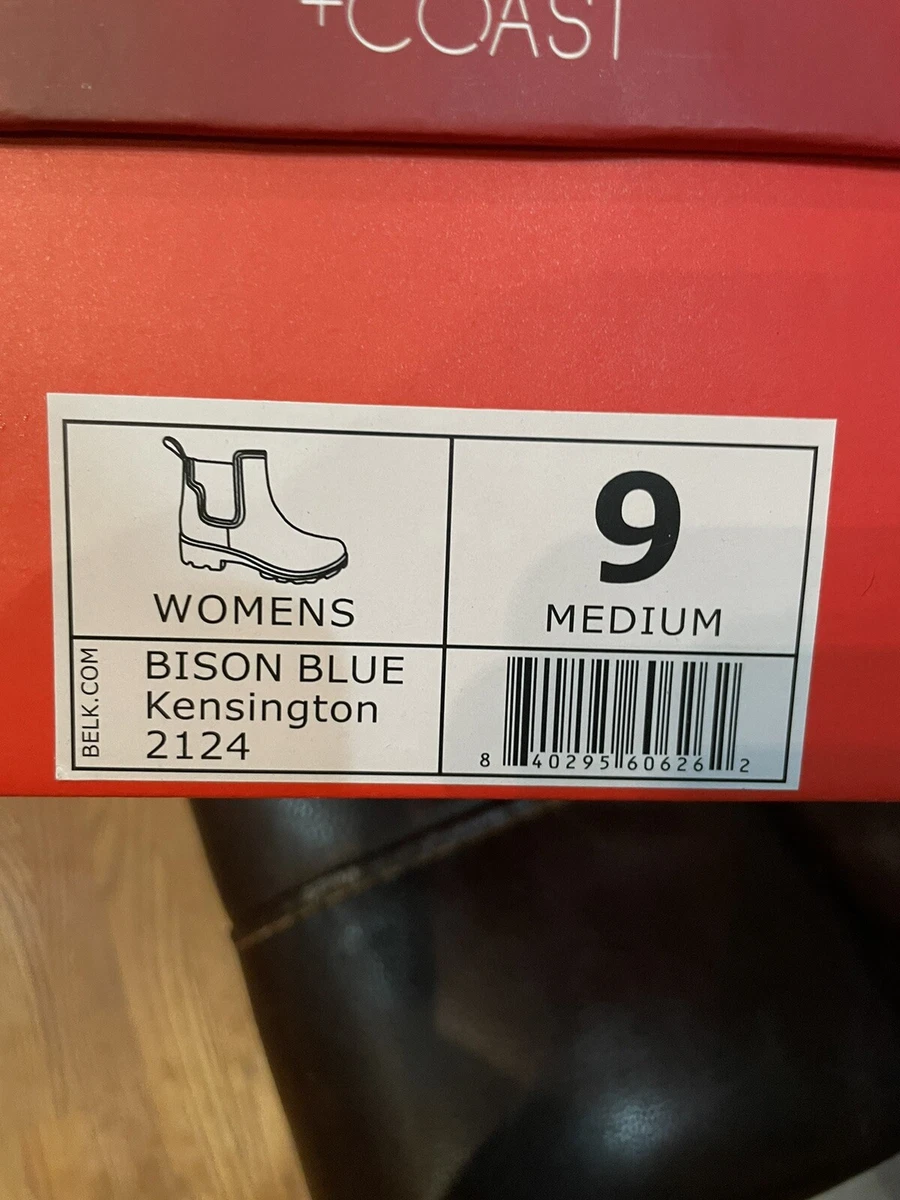 +COAST
WOMENS
9
MEDIUM
BELK.COM
BISON BLUE
Kensington
2124
8 40295 60626 2